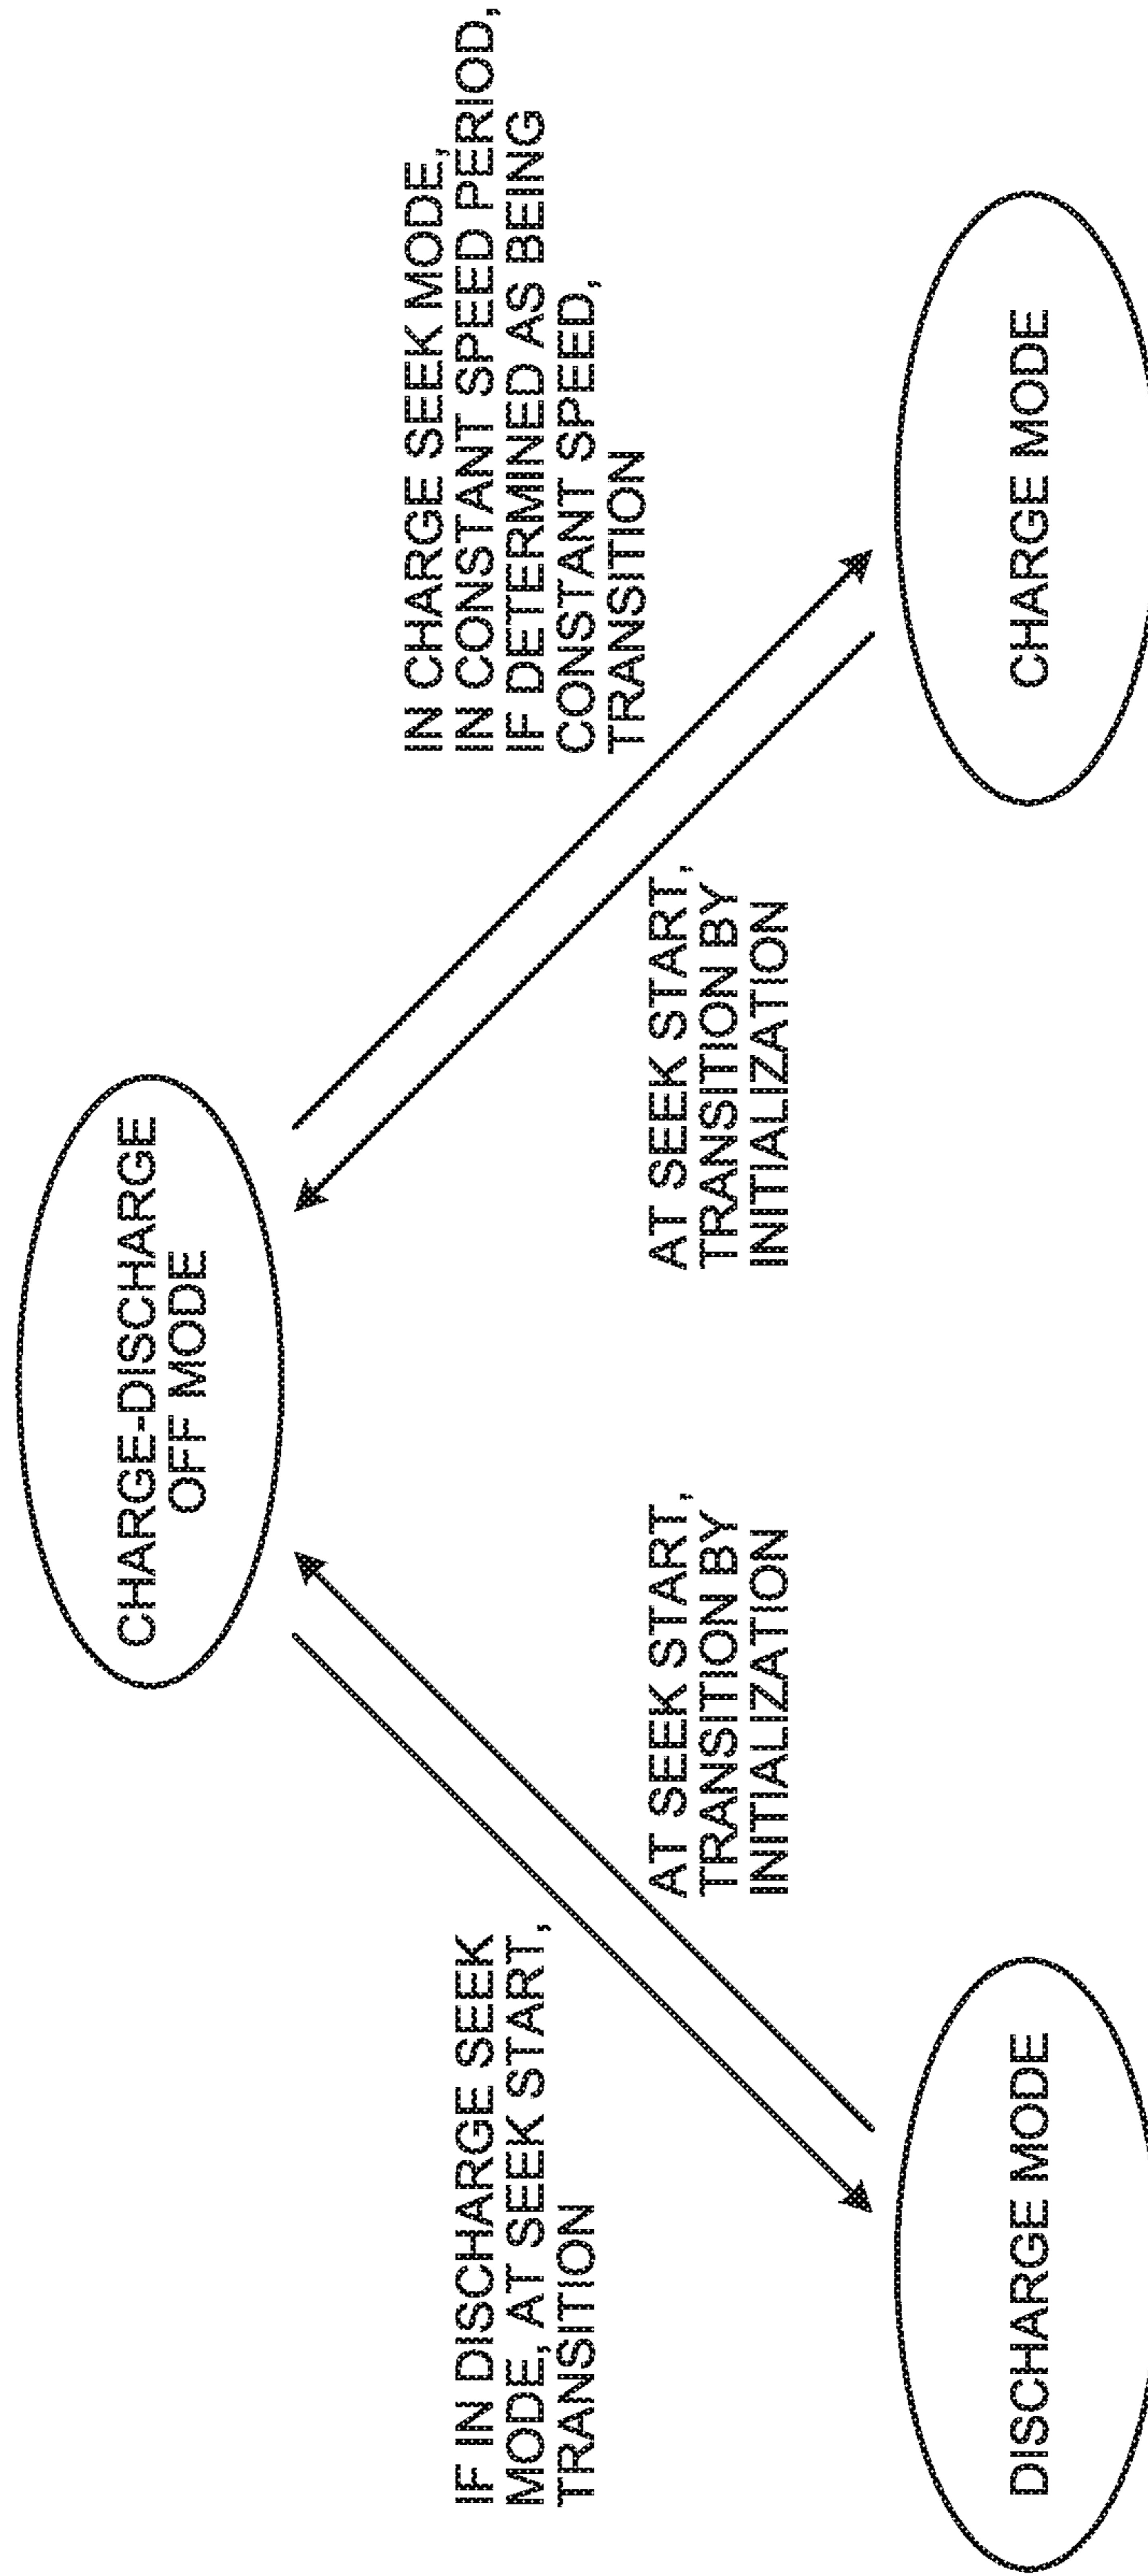 CHARGE-DISCHARGE
OFF MODE
IF IN DISCHARGE SEEK
MODE, AT SEEK START,
TRANSITION
AT SEEK START,
TRANSITION BY
INITIALIZATION
AT SEEK START,
TRANSITION BY
INITIALIZATION
IN CHARGE SEEK MODE,
IN CONSTANT SPEED PERIOD,
IF DETERMINED AS BEING
CONSTANT SPEED,
TRANSITION
DISCHARGE MODE
CHARGE MODE